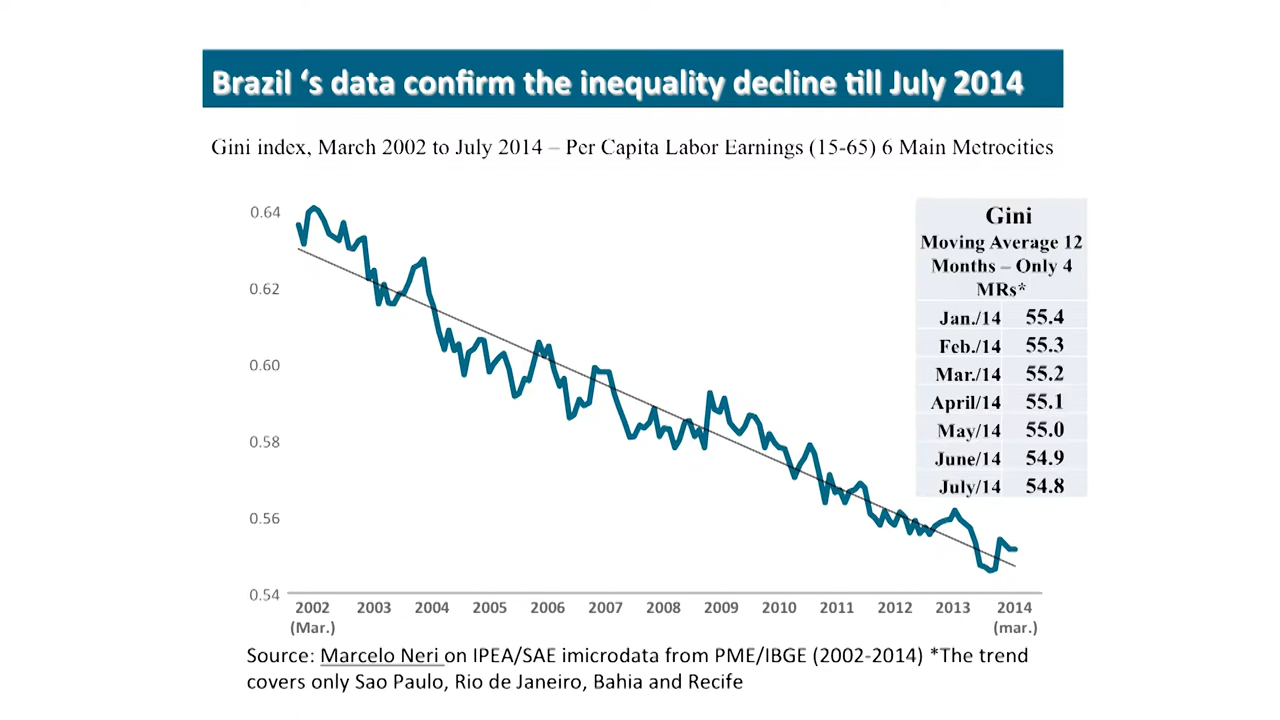 Brazil ‘s data confirm the inequality decline till July 2014
Gini index, March 2002 to July 2014 – Per Capita Labor Earnings (15-65) 6 Main Metrocities
0.64
0.62
0.60
0.58
0.56
0.54
2002 2003 2004 2005 2006 2007 2008 2009 2010 2011 2012 2013 2014
(Mar.) (mar.)
Gini
Moving Average 12
Months – Only 4
MRs*
Jan./14 55.4
Feb./14 55.3
Mar./14 55.2
April/14 55.1
May/14 55.0
June/14 54.9
July/14 54.8
Source: Marcelo Neri on IPEA/SAE imicrodata from PME/IBGE (2002-2014) *The trend
covers only Sao Paulo, Rio de Janeiro, Bahia and Recife